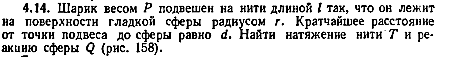 4.14. Шарик весом P подвешен на нити длиной l так, что он лежит
на поверхности гладкой сферы радиусом r. Кратчайшее расстояние
от точки подвеса до сферы равно d. Найти натяжение нити T и ре-
акцию сферы Q (рис. 158).